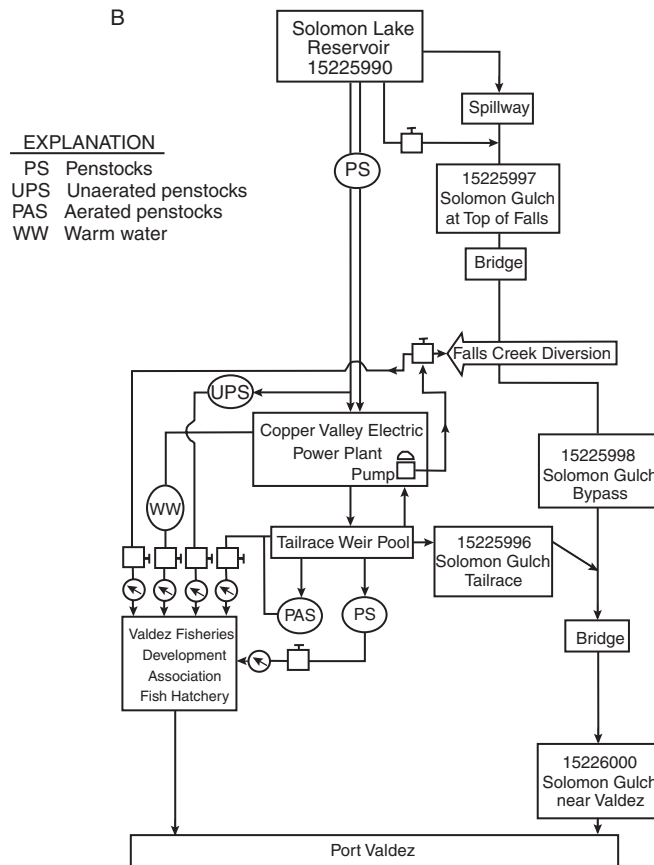 B
Solomon Lake
Reservoir
15225990
Spillway
EXPLANATION
PS Penstocks
UPS Unaerated penstocks
PAS Aerated penstocks
WW Warm water
PS
15225997
Solomon Gulch
at Top of Falls
Bridge
Falls Creek Diversion
UPS
Copper Valley Electric
Power Plant
Pump
15225998
Solomon Gulch
Bypass
WW
Tailrace Weir Pool
15225996
Solomon Gulch
Tailrace
PAS
PS
Bridge
Valdez Fisheries
Development
Association
Fish Hatchery
15226000
Solomon Gulch
near Valdez
Port Valdez